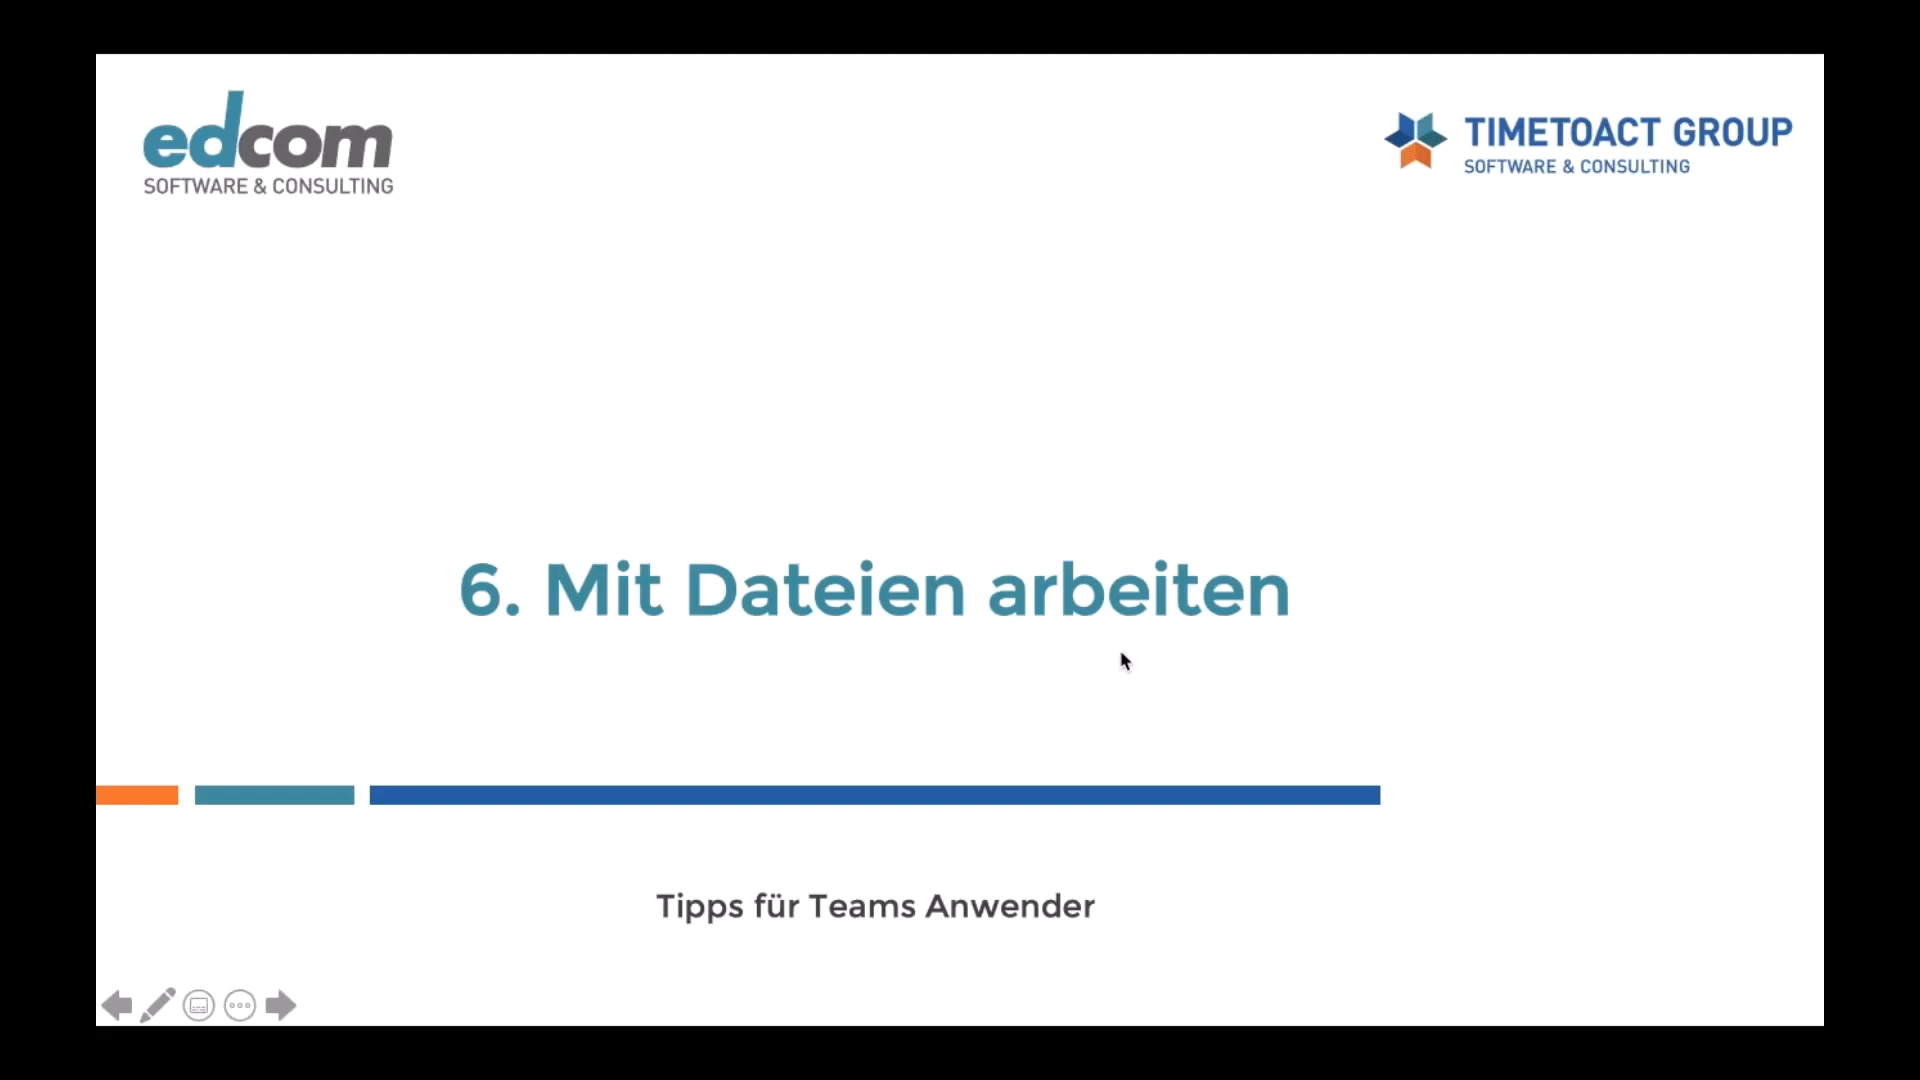 edcom
SOFTWARE & CONSULTING
TIMETOACT GROUP
SOFTWARE & CONSULTING
6. Mit Dateien arbeiten
Tipps für Teams Anwender